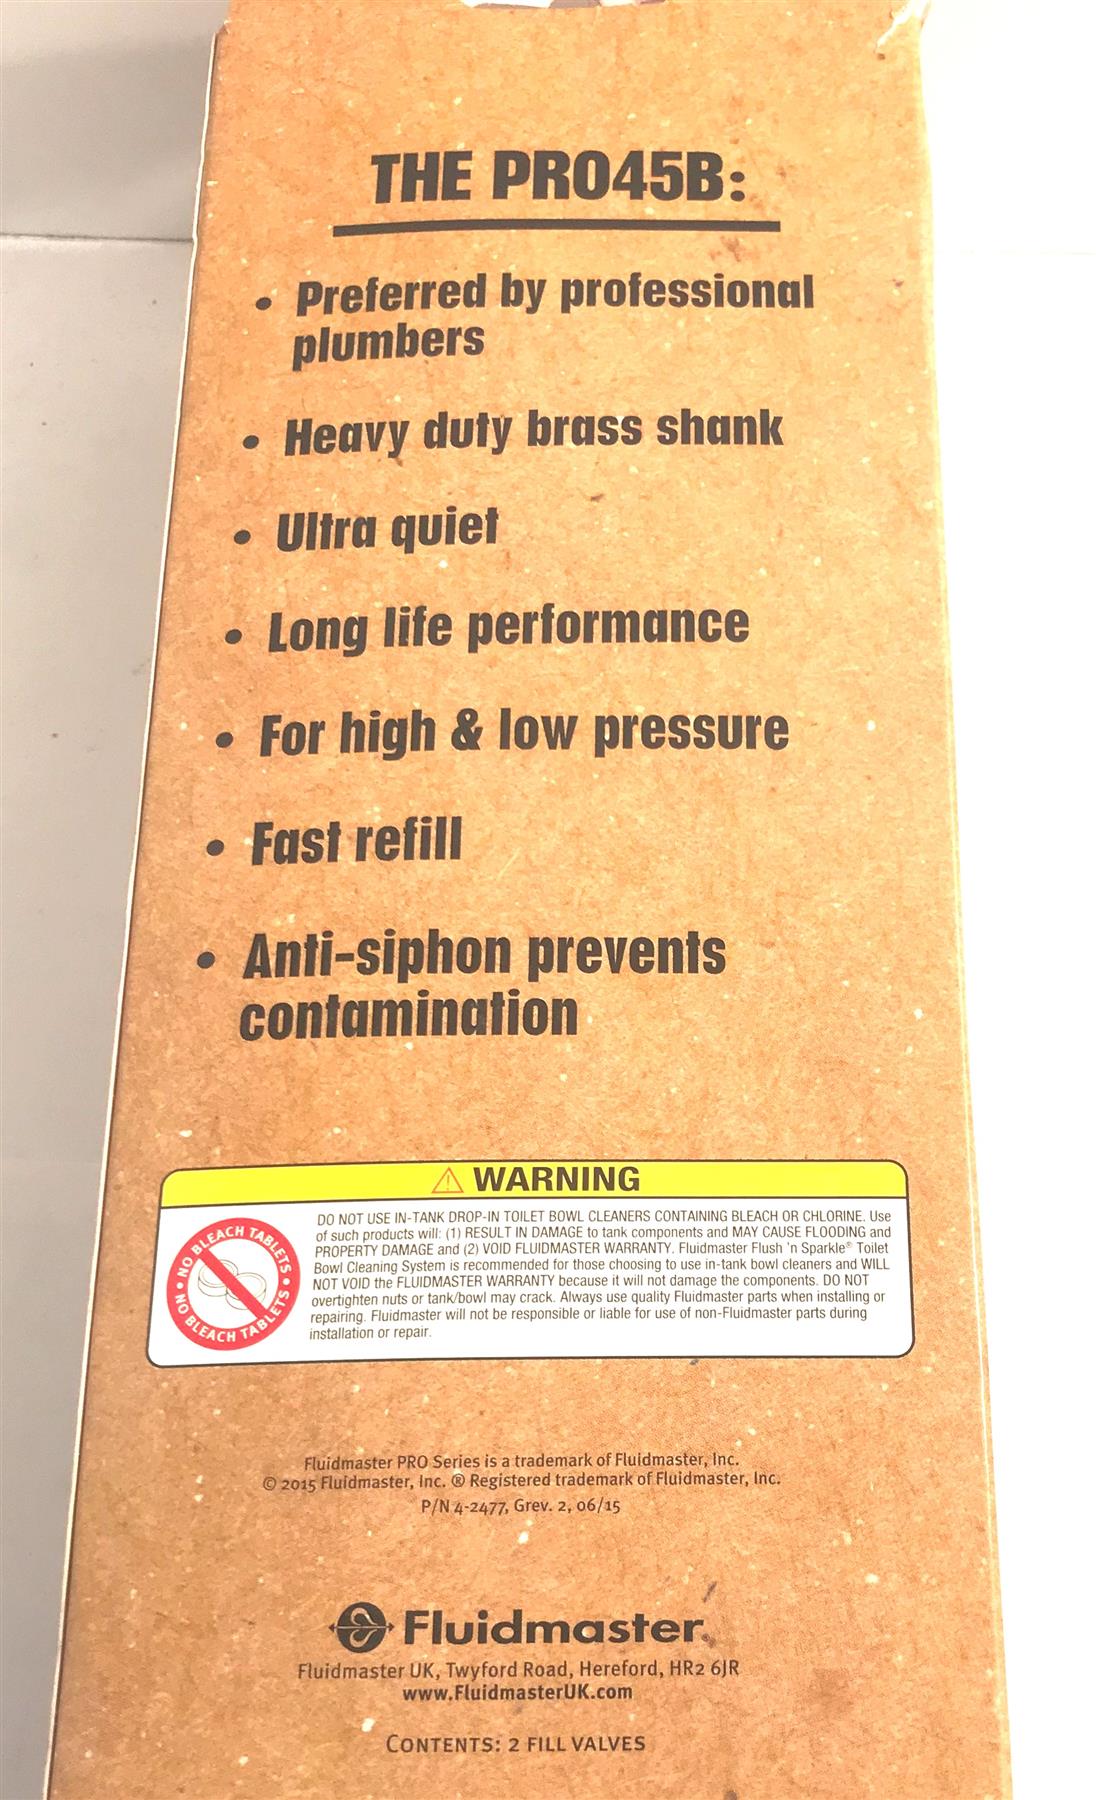 THE PRO45B:
• Preferred by professional
plumbers
• Heavy duty brass shank
• Ultra quiet
• Long life performance
• For high & low pressure
• Fast refill
• Anti-siphon prevents
contamination
WARNING
NO BLEACH TABLETS • NO BLEACH TABLETS •
DO NOT USE IN-TANK DROP-IN TOILET BOWL CLEANERS CONTAINING BLEACH OR CHLORINE. Use
of such products will: (1) RESULT IN DAMAGE to tank components and MAY CAUSE FLOODING and
PROPERTY DAMAGE and (2) VOID FLUIDMASTER WARRANTY. Fluidmaster Flush 'n Sparkle® Toilet
Bowl Cleaning System is recommended for those choosing to use in-tank bowl cleaners and WILL
NOT VOID the FLUIDMASTER WARRANTY because it will not damage the components. DO NOT
overtighten nuts or tank/bowl may crack. Always use quality Fluidmaster parts when installing or
repairing. Fluidmaster will not be responsible or liable for use of non-Fluidmaster parts during
installation or repair.
Fluidmaster PRO Series is a trademark of Fluidmaster, Inc.
© 2015 Fluidmaster, Inc. ® Registered trademark of Fluidmaster, Inc.
P/N 4-2477, Grev. 2, 06/15
Fluidmaster
Fluidmaster UK, Twyford Road, Hereford, HR2 6JR
www.FluidmasterUK.com
CONTENTS: 2 FILL VALVES